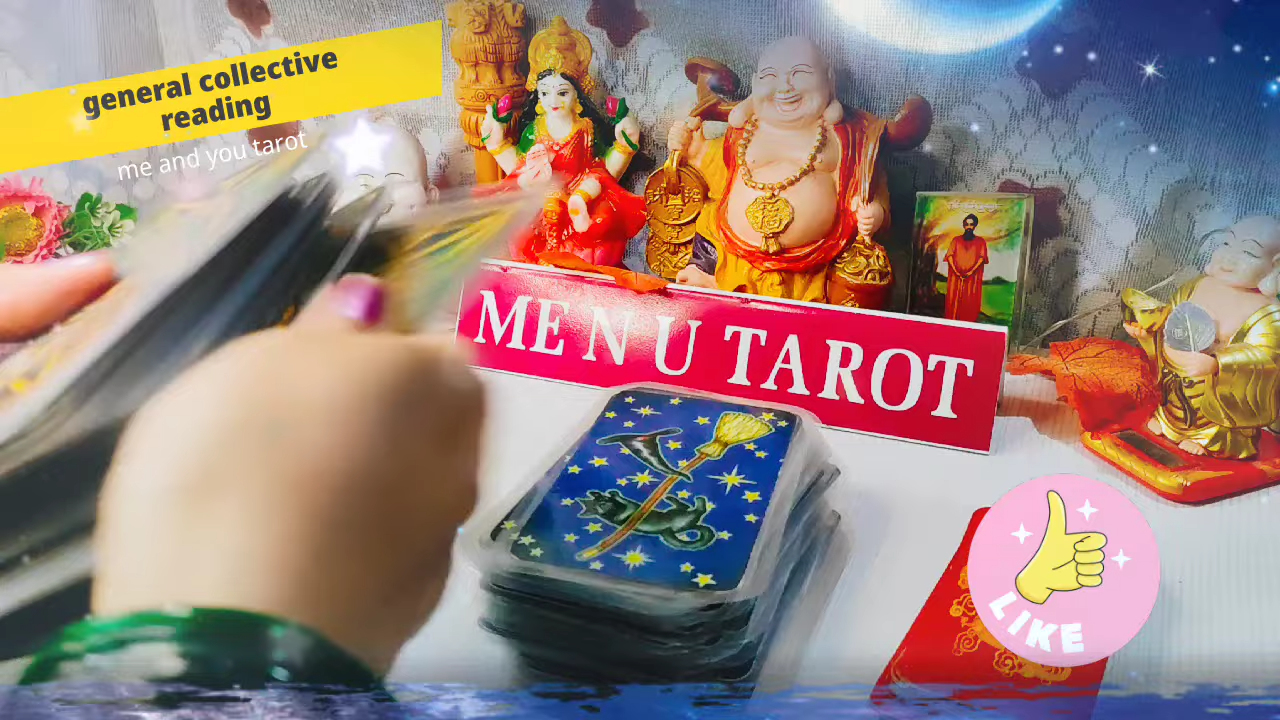 general collective
reading
me and you tarot
ME N U TAROT
LIKE